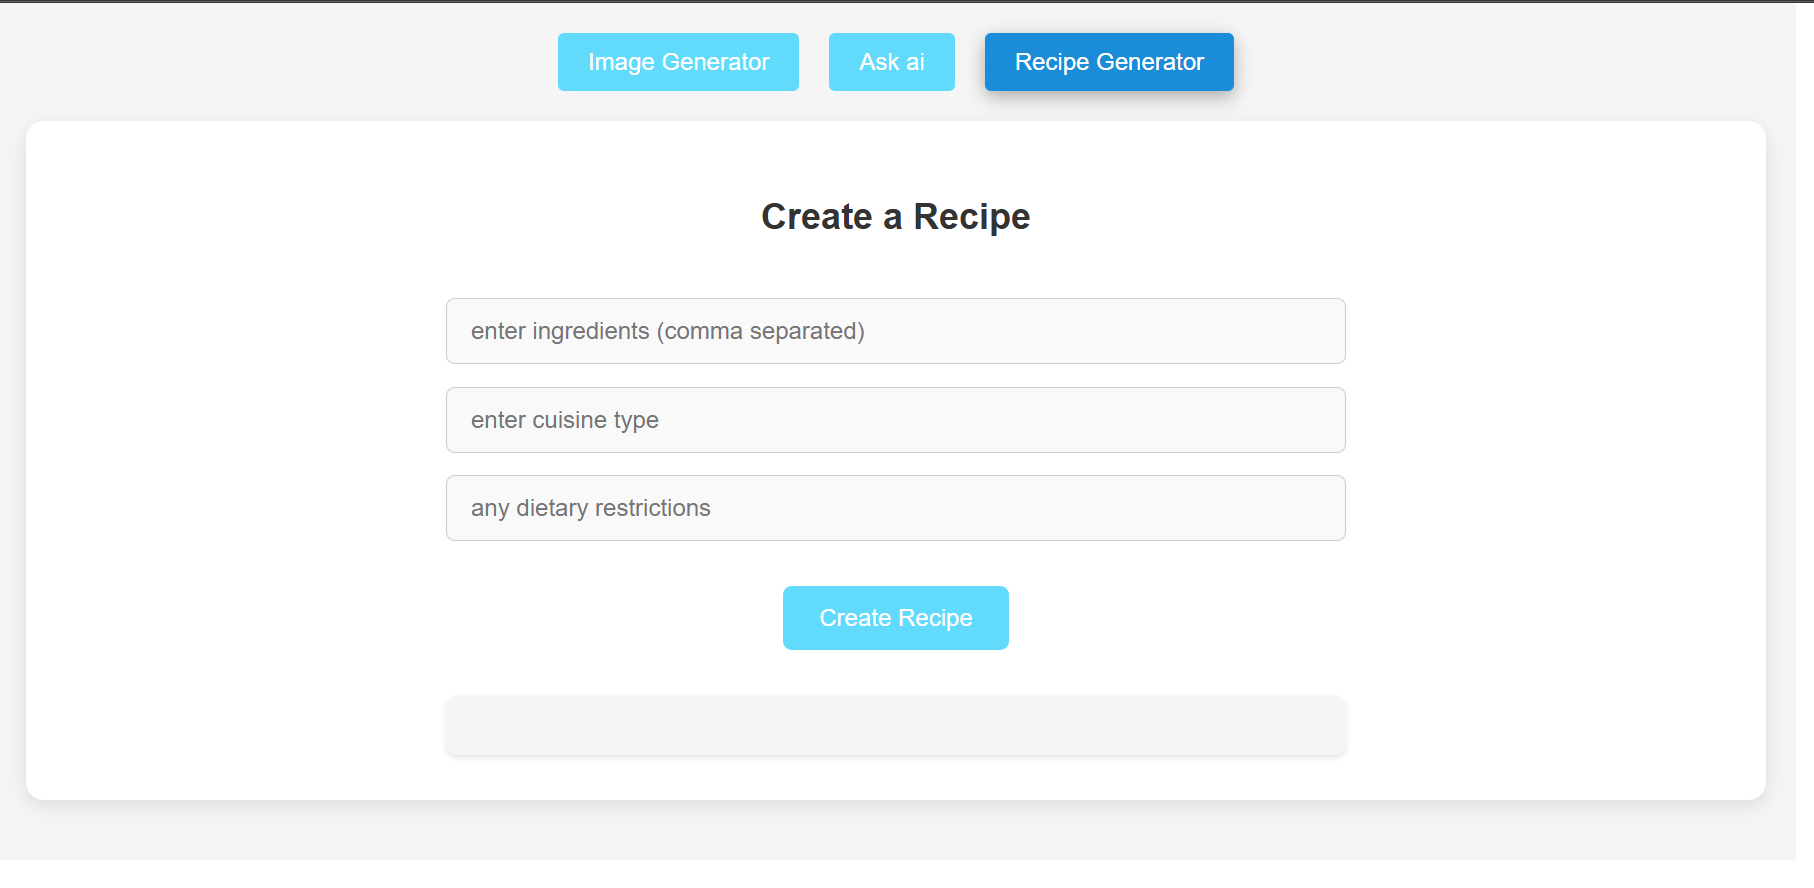 Image Generator
Ask ai
Recipe Generator
Create a Recipe
enter ingredients (comma separated)
enter cuisine type
any dietary restrictions
Create Recipe